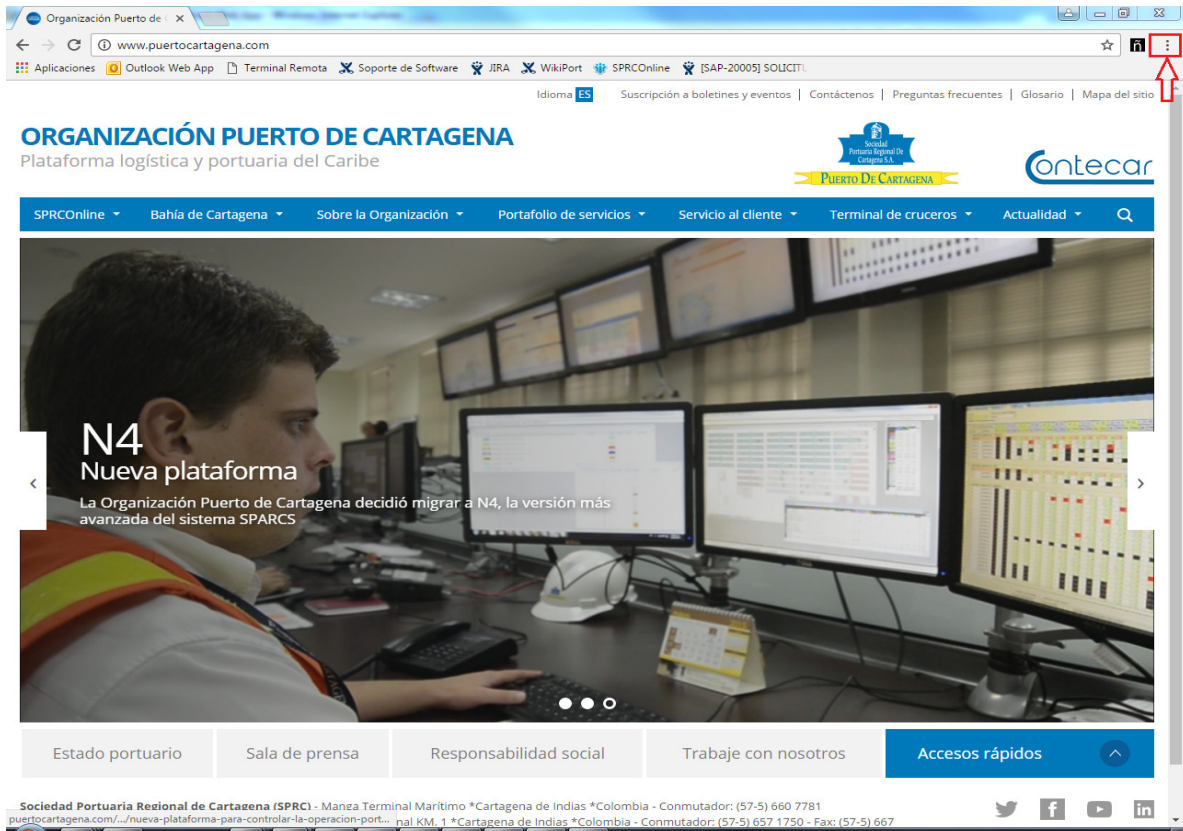 Organización Puerto de
www.puertocartagena.com
ñ
Aplicaciones Outlook Web App Terminal Remota Soporte de Software JIRA WikiPort SPRCOnline [SAP-20005] SOLICIT
Idioma ES Suscripción a boletines y eventos | Contáctenos | Preguntas frecuentes | Glosario | Mapa del sitio
ORGANIZACIÓN PUERTO DE CARTAGENA
Plataforma logística y portuaria del Caribe
Sociedad
Portuaria Regional De
Cartagena S.A.
PUERTO DE CARTAGENA
Contecar
SPRCOnline Bahía de Cartagena Sobre la Organización Portafolio de servicios Servicio al cliente Terminal de cruceros Actualidad
N4
Nueva plataforma
La Organización Puerto de Cartagena decidió migrar a N4, la versión más
avanzada del sistema SPARCS
Estado portuario Sala de prensa Responsabilidad social Trabaje con nosotros Accesos rápidos
Sociedad Portuaria Regional de Cartagena (SPRC) - Manga Terminal Marítimo *Cartagena de Indias *Colombia - Conmutador: (57-5) 660 7781
puertocartagena.com/.../nueva-plataforma-para-controlar-la-operacion-port... nal KM. 1 *Cartagena de Indias *Colombia - Conmutador: (57-5) 657 1750 - Fax: (57-5) 667